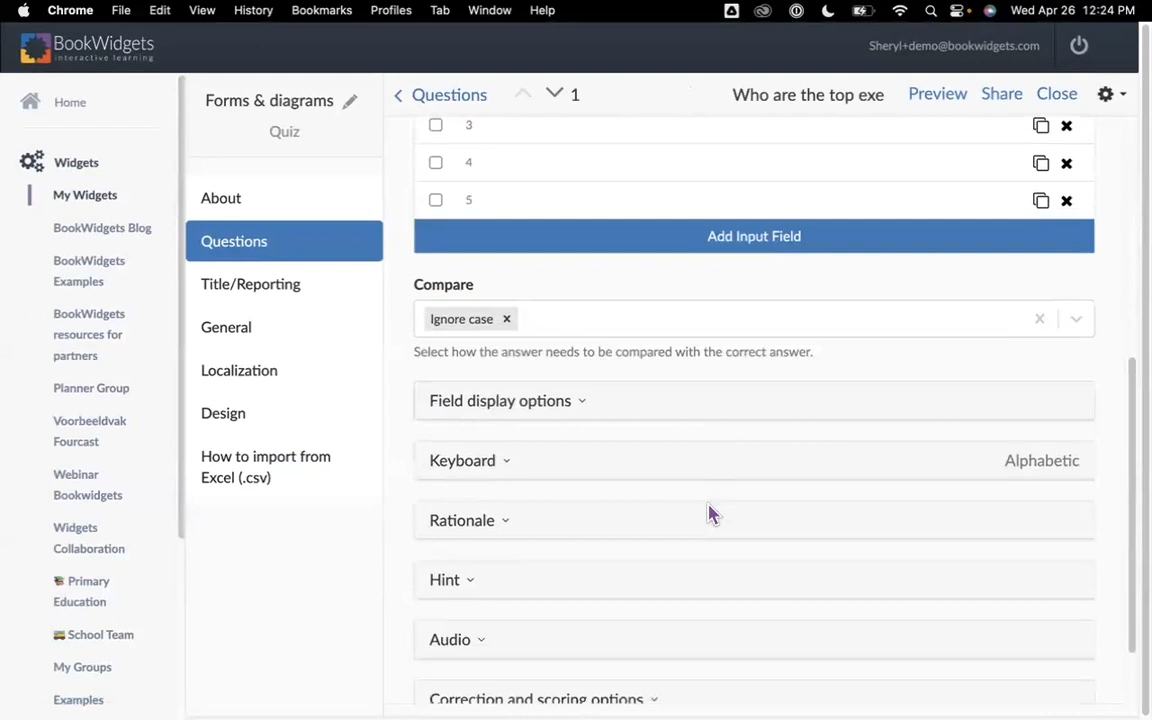 Chrome File Edit View History Bookmarks Profiles Tab Window Help Wed Apr 26 12:24 PM
BookWidgets
interactive learning
Sheryl+demo@bookwidgets.com
Home
Widgets
My Widgets
BookWidgets Blog
BookWidgets
Examples
BookWidgets
resources for
partners
Planner Group
Voorbeeldvak
Fourcast
Webinar
Bookwidgets
Widgets
Collaboration
Primary
Education
School Team
My Groups
Examples
Forms & diagrams
Quiz
About
Questions
Title/Reporting
General
Localization
Design
How to import from
Excel (.csv)
Questions 1 Who are the top exe Preview Share Close
3
4
5
Add Input Field
Compare
Ignore case
Select how the answer needs to be compared with the correct answer.
Field display options
Keyboard Alphabetic
Rationale
Hint
Audio
Correction and scoring options